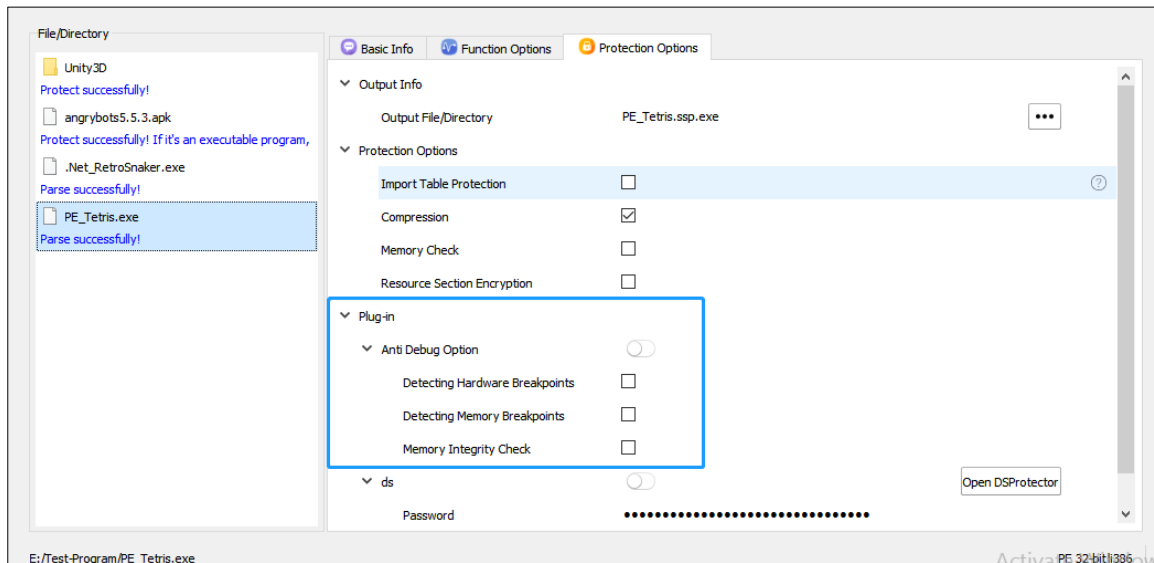 File/Directory
Unity3D
Protect successfully!
angrybots5.5.3.apk
Protect successfully! If it's an executable program,
.Net_RetroSnaker.exe
Parse successfully!
PE_Tetris.exe
Parse successfully!
Basic Info
Function Options
Protection Options
Output Info
Output File/Directory
PE_Tetris.ssp.exe
Protection Options
Import Table Protection
Compression
Memory Check
Resource Section Encryption
Plug-in
Anti Debug Option
Detecting Hardware Breakpoints
Detecting Memory Breakpoints
Memory Integrity Check
ds
Open DSProtector
Password
E:/Test-Program/PE_Tetris.exe
PE 32-bit i386